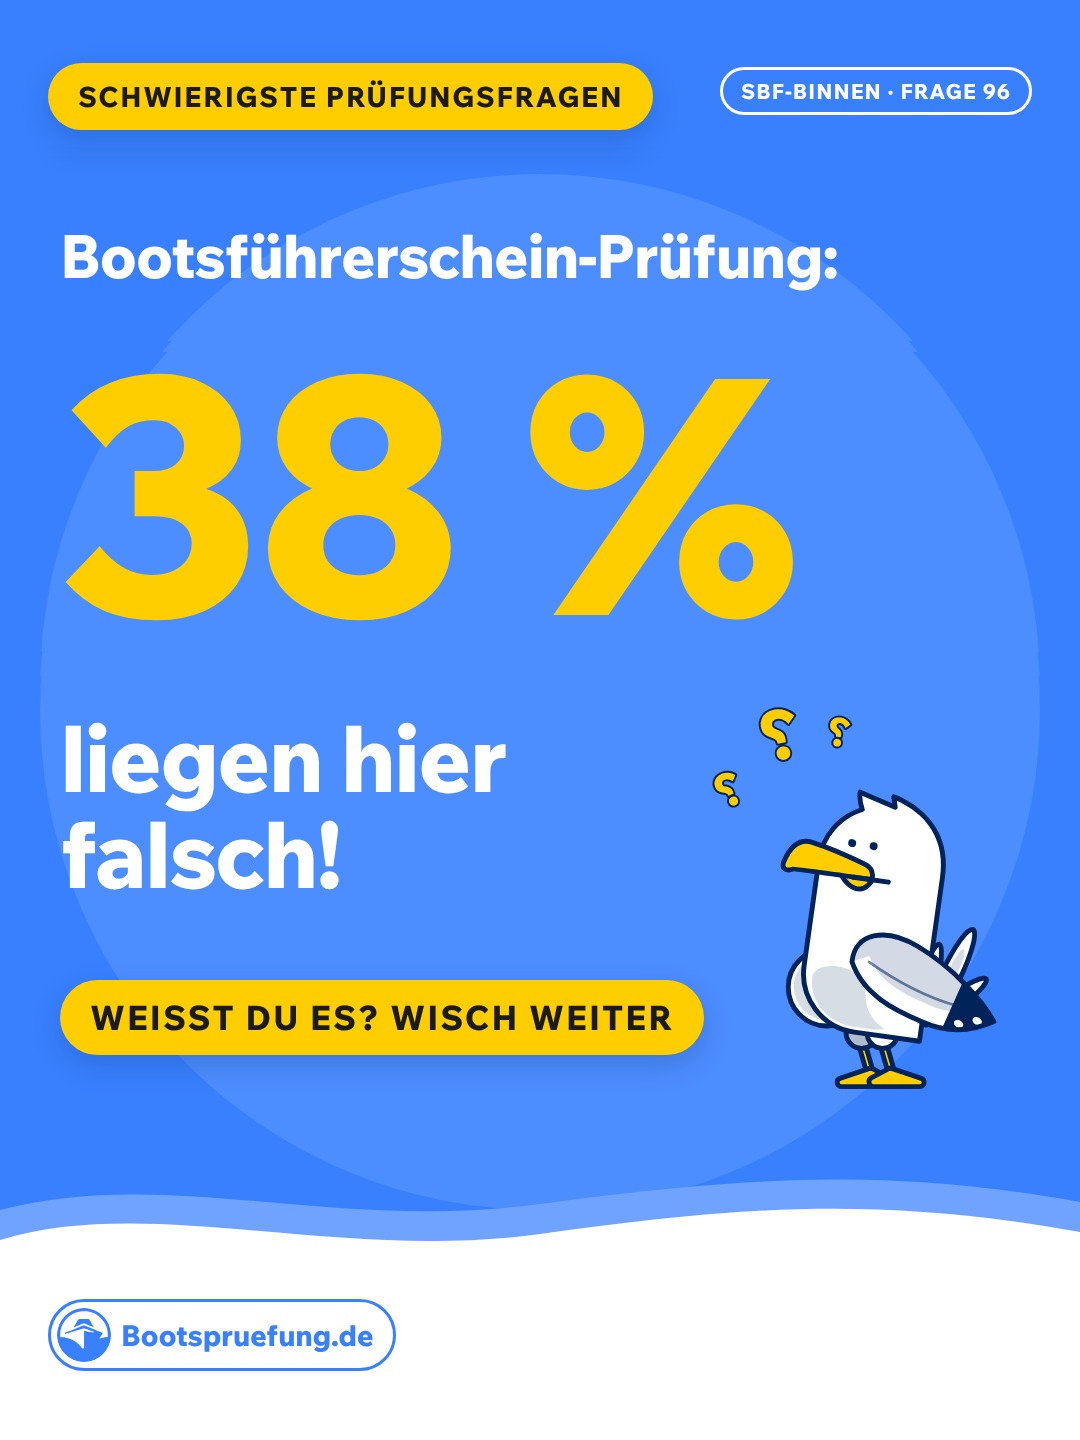 SCHWIERIGSTE PRÜFUNGSFRAGEN
SBF-BINNEN · FRAGE 96
Bootsführerschein-Prüfung:
38 %
liegen hier
falsch!
? ? ?
WEISST DU ES? WISCH WEITER
Bootspruefung.de